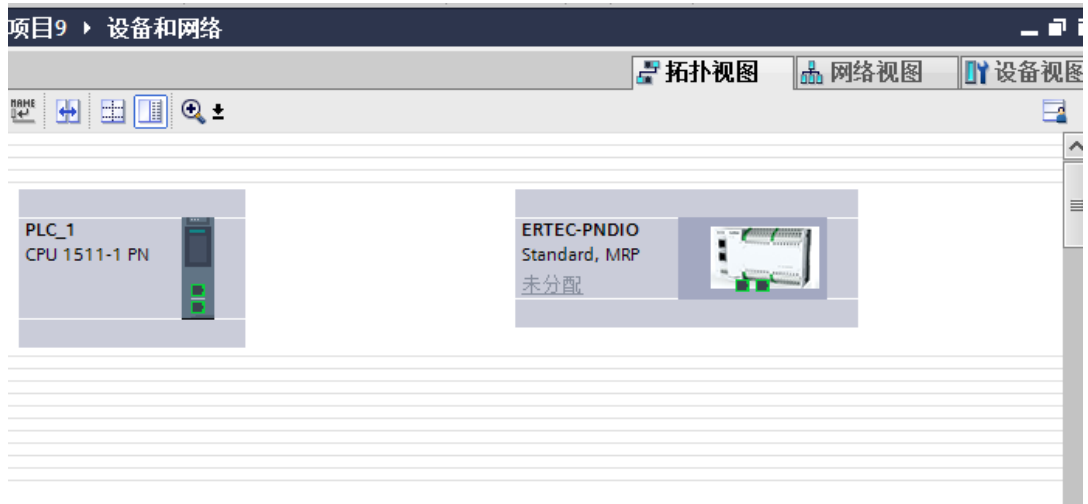 项目9 ▸ 设备和网络
拓扑视图 网络视图 设备视图
NAME
PLC_1
CPU 1511-1 PN
ERTEC-PNDIO
Standard, MRP
未分配